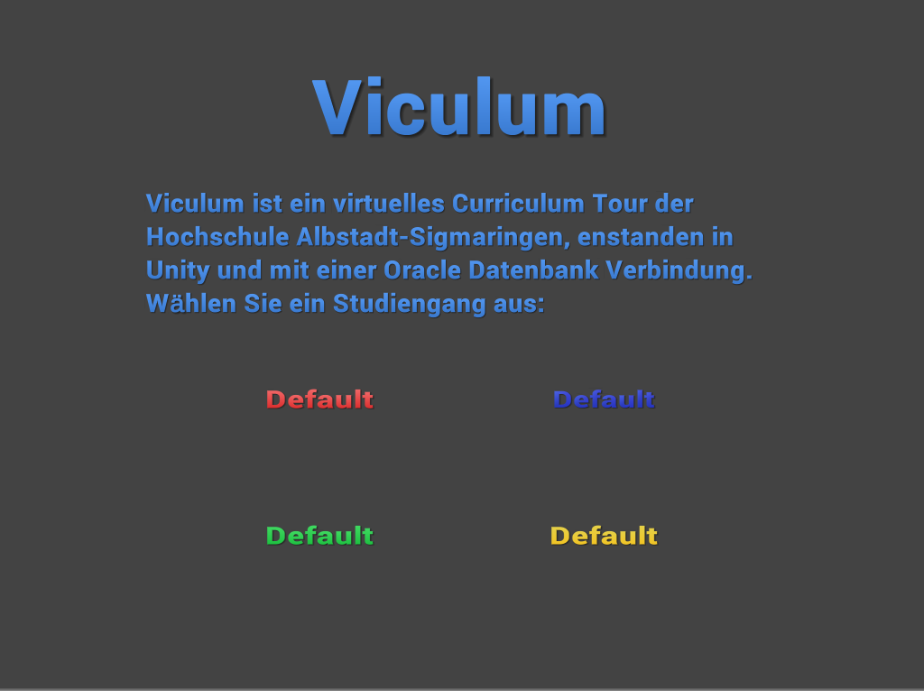 Viculum
Viculum ist ein virtuelles Curriculum Tour der
Hochschule Albstadt-Sigmaringen, enstanden in
Unity und mit einer Oracle Datenbank Verbindung.
Wählen Sie ein Studiengang aus:
Default
Default
Default
Default